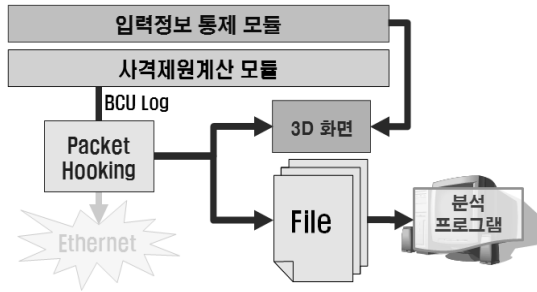 입력정보 통제 모듈
사격제원계산 모듈
BCU Log
Packet
Hooking
3D 화면
Ethernet
File
분석
프로그램